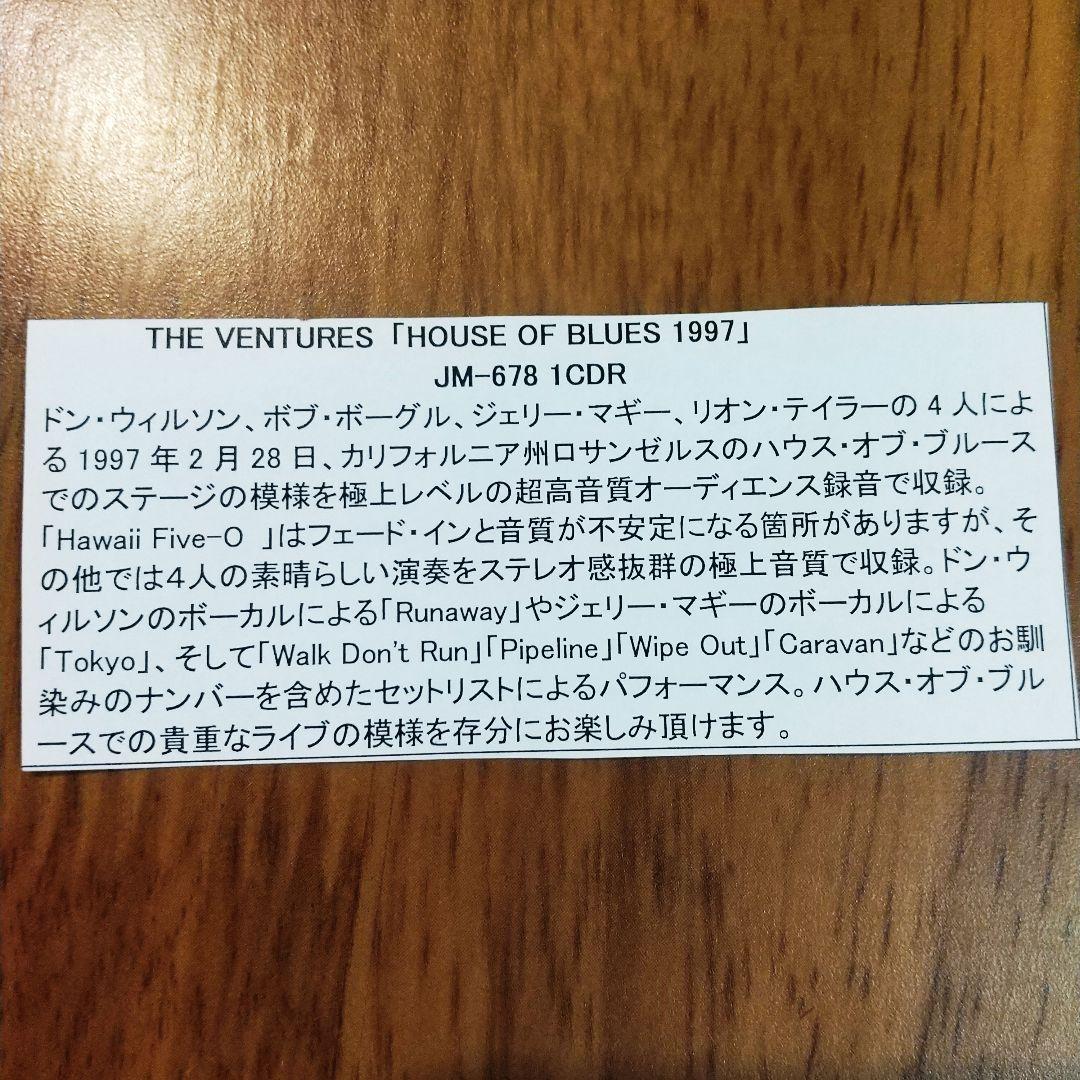 THE VENTURES「HOUSE OF BLUES 1997」
JM-678 1CDR
ドン・ウィルソン、ボブ・ボーグル、ジェリー・マギー、リオン・テイラーの 4 人によ
る 1997 年 2 月 28 日、カリフォルニア州ロサンゼルスのハウス・オブ・ブルース
でのステージの模様を極上レベルの超高音質オーディエンス録音で収録。
「Hawaii Five-O 」はフェード・インと音質が不安定になる箇所がありますが、そ
の他では4人の素晴らしい演奏をステレオ感抜群の極上音質で収録。ドン・ウ
ィルソンのボーカルによる「Runaway」やジェリー・マギーのボーカルによる
「Tokyo」、そして「Walk Don't Run」「Pipeline」「Wipe Out」「Caravan」などのお馴
染みのナンバーを含めたセットリストによるパフォーマンス。ハウス・オブ・ブル
ースでの貴重なライブの模様を存分にお楽しみ頂けます。